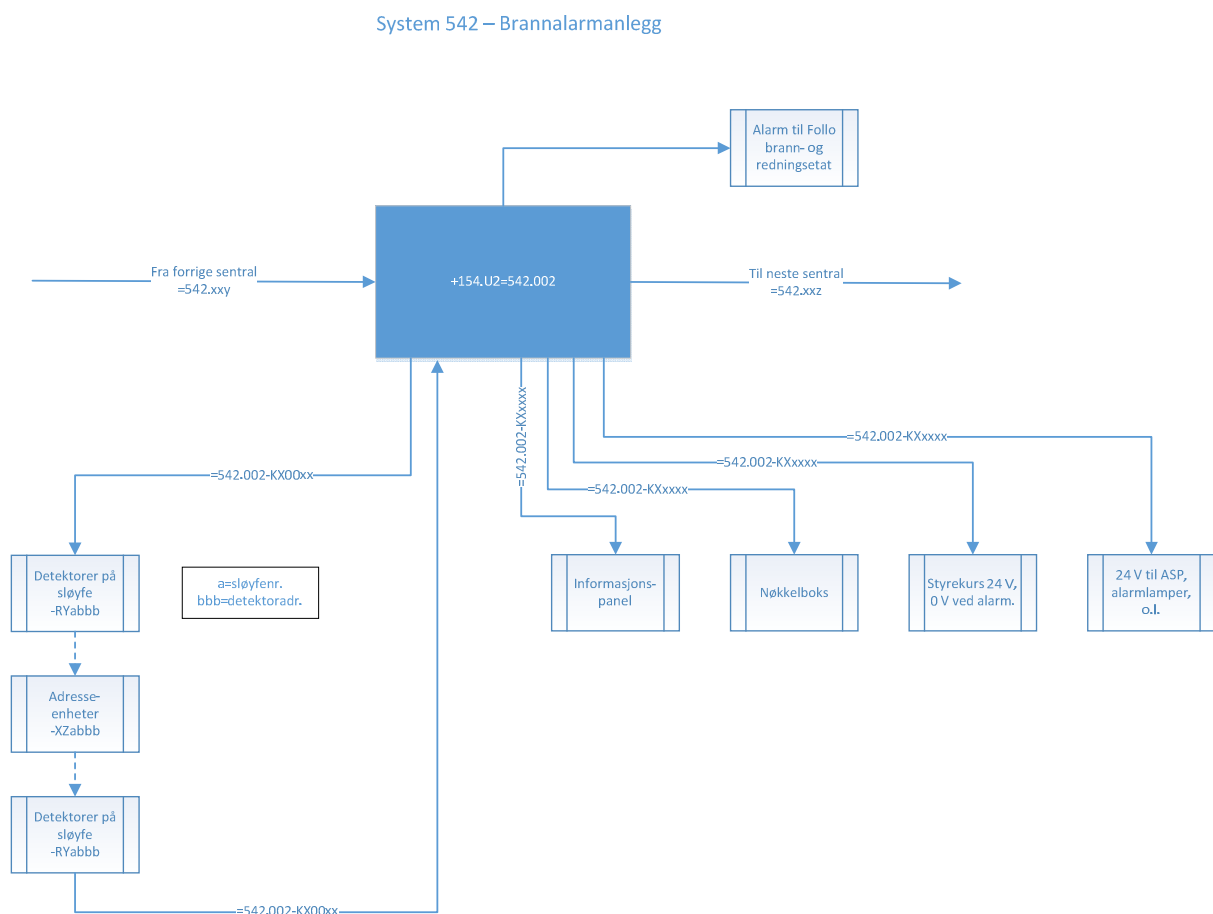 System 542 – Brannalarmanlegg
Alarm til Follo
brann- og
redningsetat
Fra forrige sentral
=542.xxy
+154.U2=542.002
Til neste sentral
=542.xxz
=542.002-KXxxxx
=542.002-KXxxxx
=542.002-KXxxxx
=542.002-KXxxxx
=542.002-KX00xx
Detektorer på
sløyfe
-RYabbb
a=sløyfenr.
bbb=detektoradr.
Informasjons-
panel
Nøkkelboks
Styrekurs 24 V,
0 V ved alarm.
24 V til ASP,
alarmlamper,
o.l.
Adresse-
enheter
-XZabbb
Detektorer på
sløyfe
-RYabbb
=542.002-KX00xx